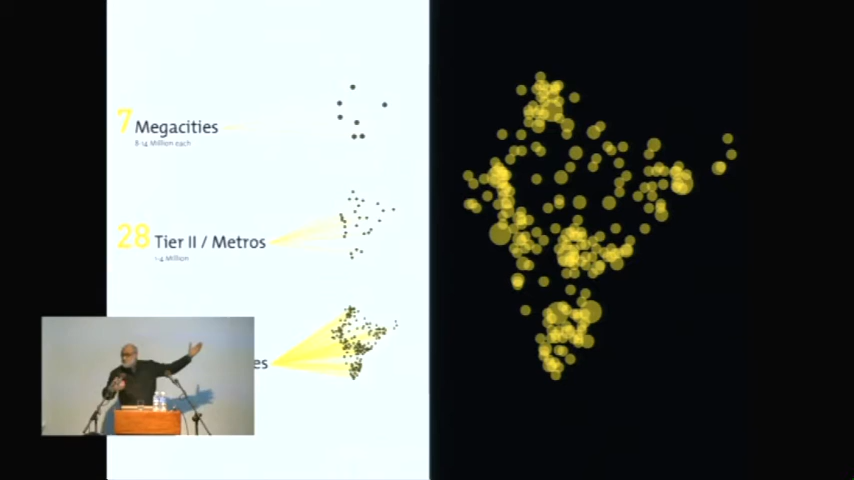 7 Megacities
8-14 Million each
28 Tier II / Metros
1-4 Million
es